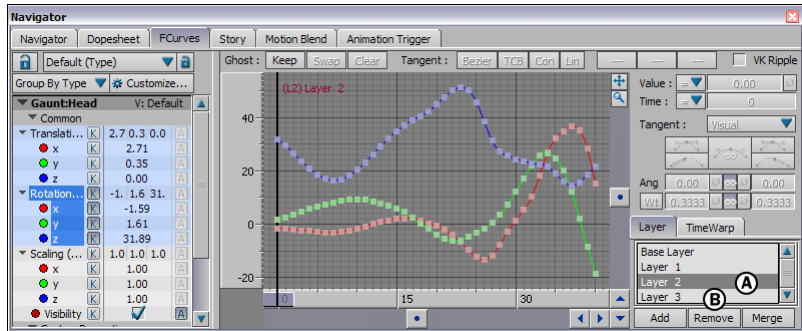 Navigator
Navigator Dopesheet FCurves Story Motion Blend Animation Trigger
Default (Type) Ghost: Keep Swap Clear Tangent: Bezier TCB Con Lin --- --- --- VK Ripple
Group By Type Customize...
(L2) Layer 2
Value: = 0.00
Time: = 0
Gaunt:Head V: Default
Common
Tangent: Visual
Translati... K 2.7 0.3 0.0 A
x K 2.71 A
y K 0.35 A
z K 0.00 A
Rotation... K -1. 1.6 31. A
x K -1.59 A
y K 1.61 A
z K 31.89 A
Scaling (... K 1.0 1.0 1.0 A
x K 1.00 A
y K 1.00 A
z K 1.00 A
Visibility K A
40
20
0
-20
0 15 30
Ang 0.00 0.00
Wt 0.3333 0.3333
Layer TimeWarp
Base Layer
Layer 1
Layer 2 A
Layer 3 B
Add Remove Merge